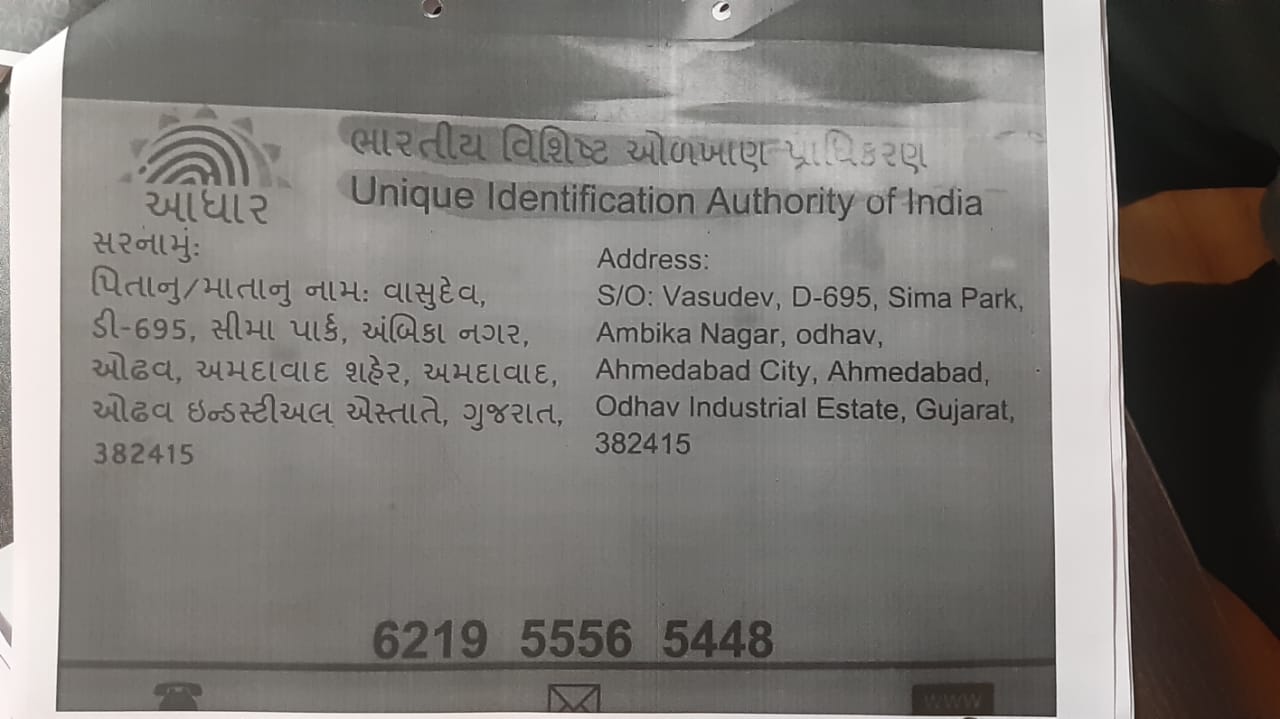 ભારતીય વિશિષ્ટ ઓળખાણ પ્રાધિકરણ
Unique Identification Authority of India
આધાર
સરનામું:
પિતાનુ/માતાનુ નામ: વાસુદેવ,
ડી-695, સીમા પાર્ક, અંબિકા નગર,
ઓઢવ, અમદાવાદ શહેર, અમદાવાદ,
ઓઢવ ઇન્ડસ્ટીઅલ એસ્તાતે, ગુજરાત,
382415
Address:
S/O: Vasudev, D-695, Sima Park,
Ambika Nagar, odhav,
Ahmedabad City, Ahmedabad,
Odhav Industrial Estate, Gujarat,
382415
6219 5556 5448
www